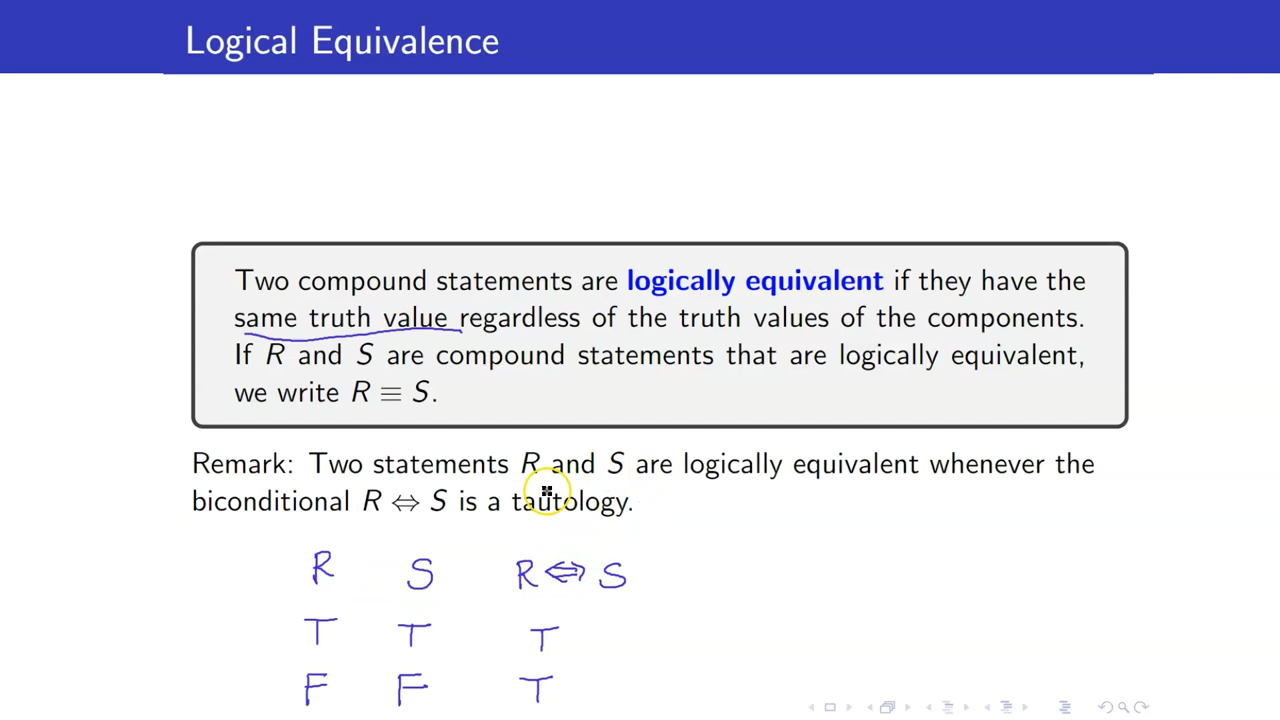 Logical Equivalence
Two compound statements are logically equivalent if they have the
same truth value regardless of the truth values of the components.
If R and S are compound statements that are logically equivalent,
we write R ≡ S.
Remark: Two statements R and S are logically equivalent whenever the
biconditional R ⇔ S is a tautology.
R S R ⇔ S
T T T
F F T